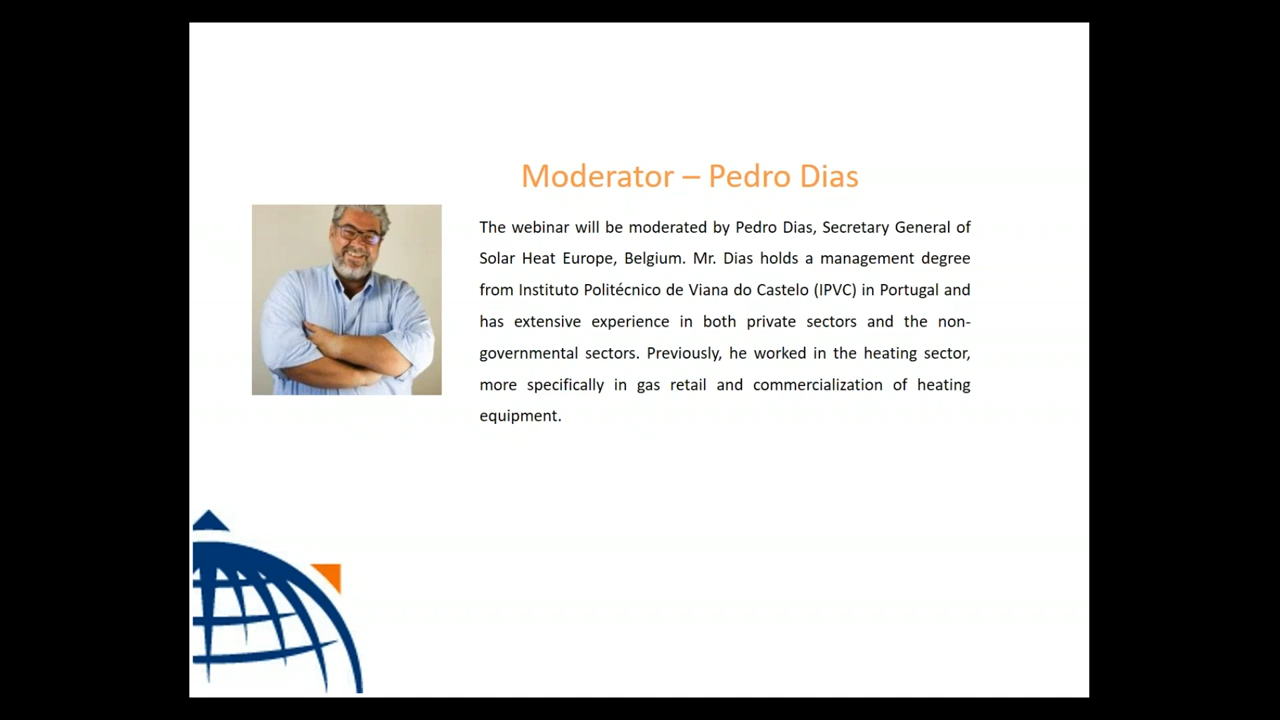 Moderator – Pedro Dias
The webinar will be moderated by Pedro Dias, Secretary General of
Solar Heat Europe, Belgium. Mr. Dias holds a management degree
from Instituto Politécnico de Viana do Castelo (IPVC) in Portugal and
has extensive experience in both private sectors and the non-
governmental sectors. Previously, he worked in the heating sector,
more specifically in gas retail and commercialization of heating
equipment.